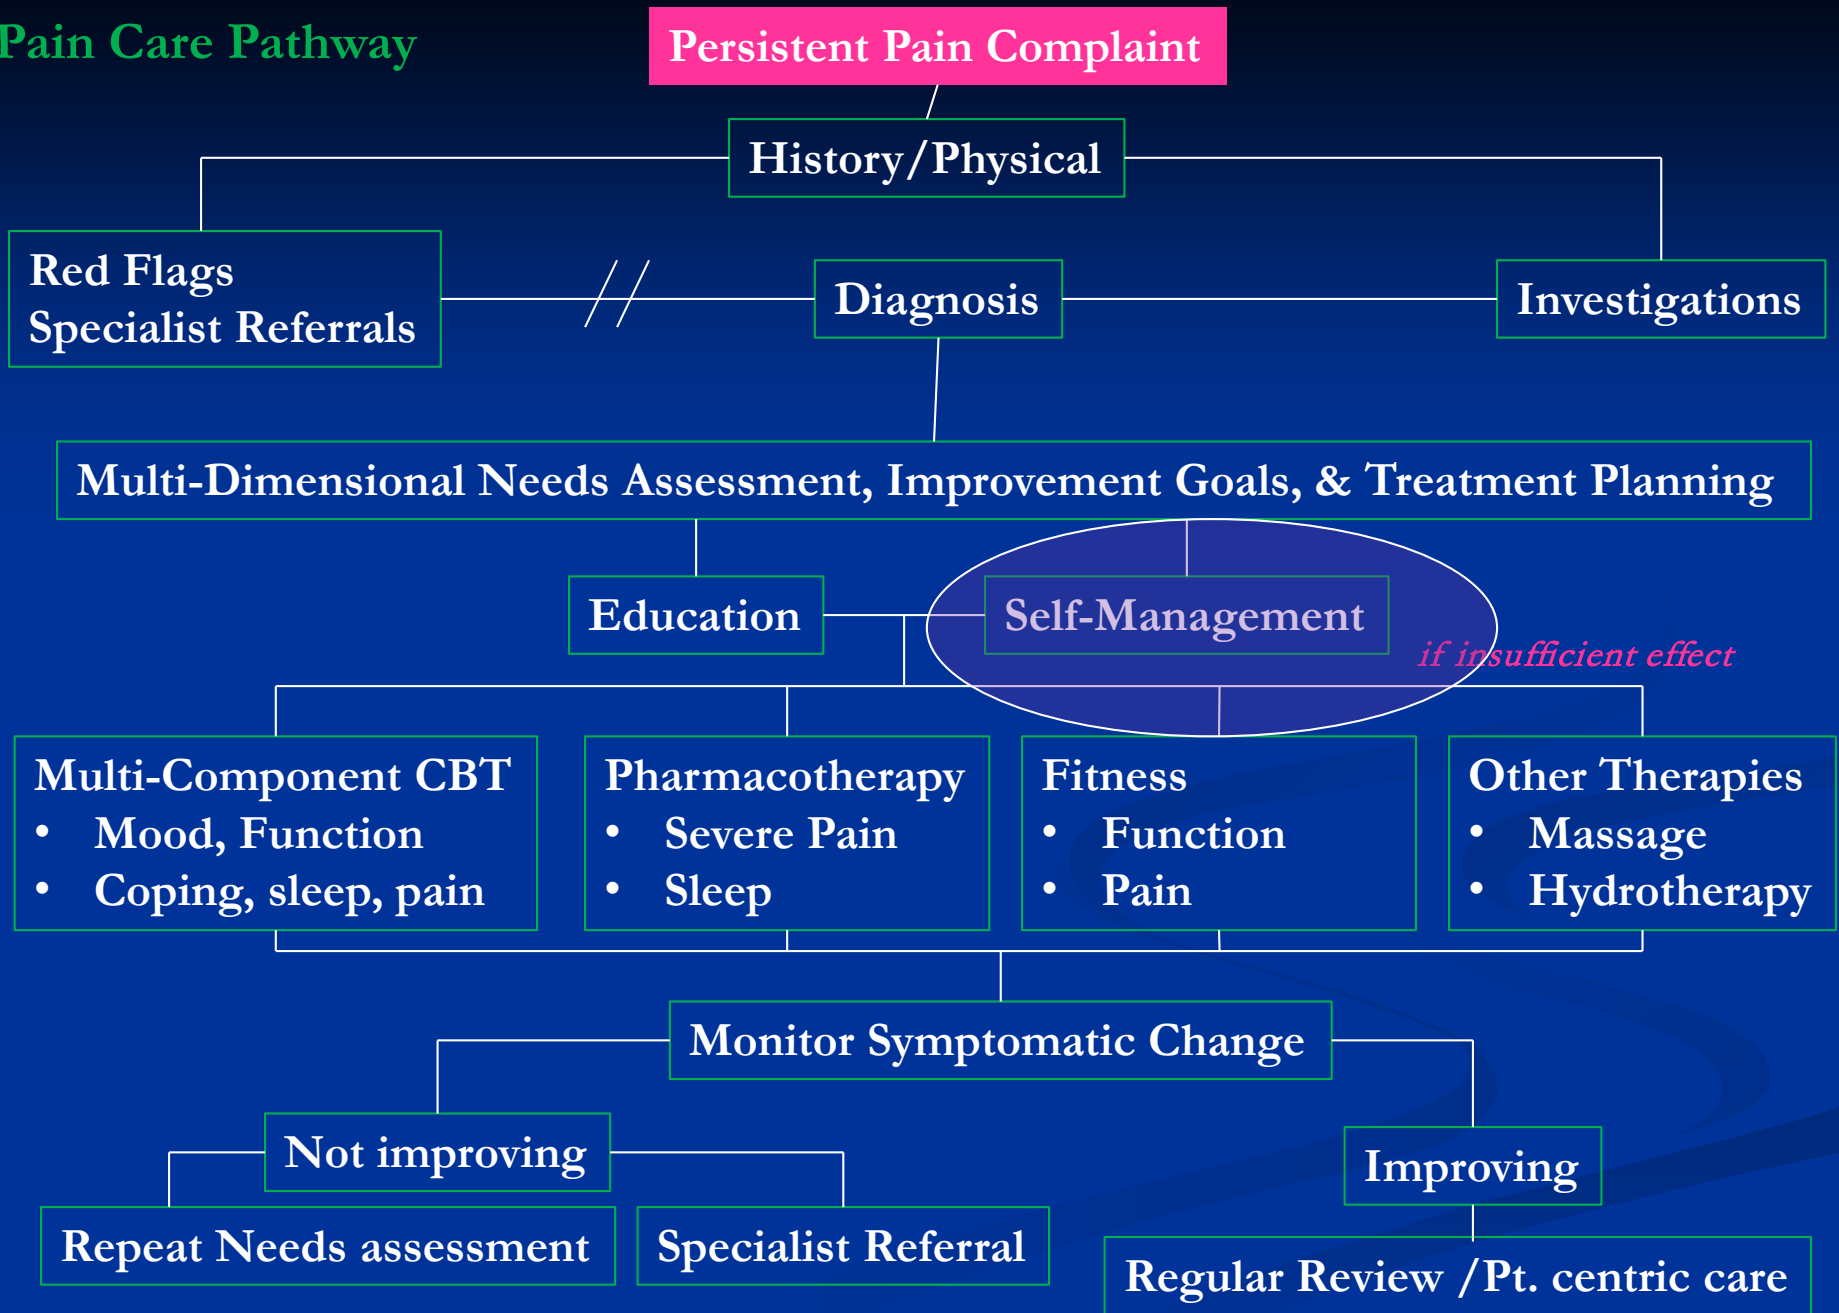 Pain Care Pathway
Persistent Pain Complaint
History/Physical
Red Flags
Specialist Referrals
Diagnosis
Investigations
Multi-Dimensional Needs Assessment, Improvement Goals, & Treatment Planning
Education
Self-Management
if insufficient effect
Multi-Component CBT
• Mood, Function
• Coping, sleep, pain
Pharmacotherapy
• Severe Pain
• Sleep
Fitness
• Function
• Pain
Other Therapies
• Massage
• Hydrotherapy
Monitor Symptomatic Change
Not improving
Improving
Repeat Needs assessment
Specialist Referral
Regular Review /Pt. centric care